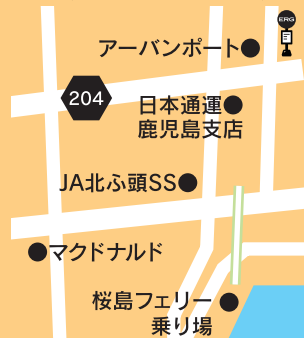 ERG
アーバンポート
204
日本通運
鹿児島支店
JA北ふ頭SS
マクドナルド
桜島フェリー
乗り場